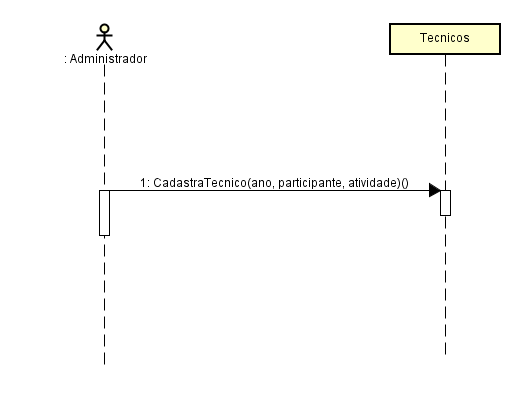 : Administrador
Tecnicos
1: CadastraTecnico(ano, participante, atividade)()